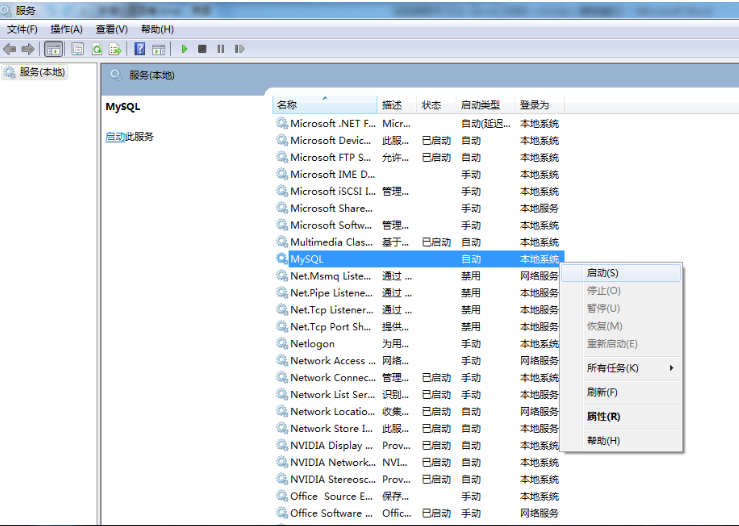 服务
文件(F) 操作(A) 查看(V) 帮助(H)
服务(本地)
服务(本地)
MySQL
启动此服务
名称 描述 状态 启动类型 登录为
Microsoft .NET F... Micr... 自动(延迟... 本地系统
Microsoft Devic... 此服... 已启动 自动 本地系统
Microsoft FTP S... 允许... 已启动 自动 本地系统
Microsoft IME D... 手动 本地系统
Microsoft iSCSI I... 管理... 手动 本地系统
Microsoft Share... 手动 本地服务
Microsoft Softw... 管理... 手动 本地系统
Multimedia Clas... 基于... 已启动 自动 本地系统
MySQL 自动 本地系统
Net.Msmq Liste... 通过 ... 禁用 网络服务
Net.Pipe Listene... 通过 ... 禁用 本地服务
Net.Tcp Listener... 通过 ... 禁用 本地服务
Net.Tcp Port Sh... 提供... 禁用 本地服务
Netlogon 为用... 手动 本地系统
Network Access ... 网络... 手动 网络服务
Network Connec... 管理... 已启动 手动 本地系统
Network List Ser... 识别... 已启动 手动 本地服务
Network Locatio... 收集... 已启动 自动 网络服务
Network Store I... 此服... 已启动 自动 本地服务
NVIDIA Display ... Prov... 已启动 自动 本地系统
NVIDIA Network... NVI... 已启动 自动 本地系统
NVIDIA Stereosc... Prov... 已启动 自动 本地系统
Office Source E... 保存... 手动 本地系统
Office Software ... Offic... 已启动 自动 网络服务
启动(S)
停止(O)
暂停(U)
恢复(M)
重新启动(E)
所有任务(K)
刷新(F)
属性(R)
帮助(H)